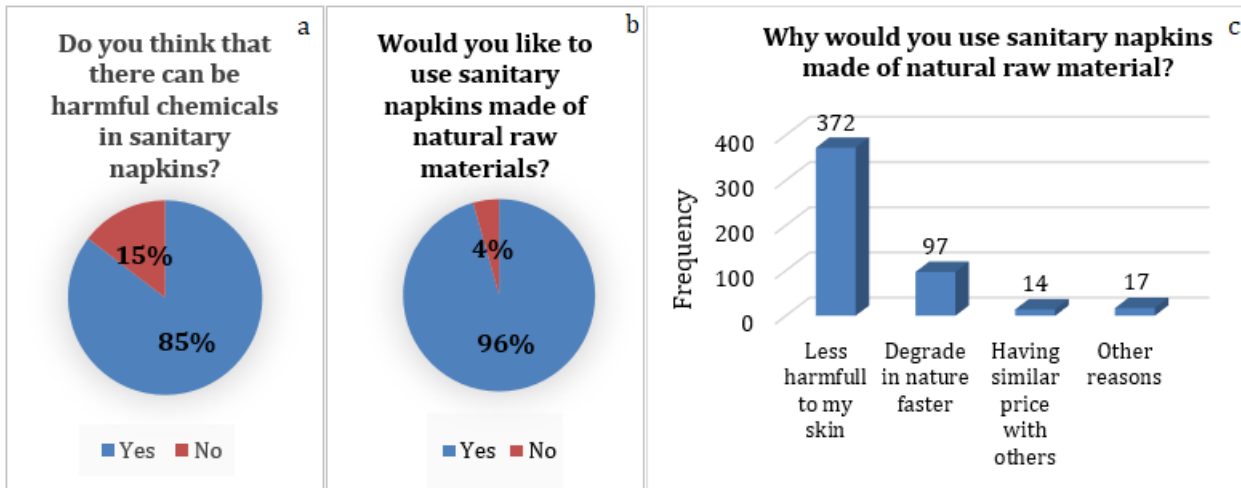 a
Do you think that
there can be
harmful chemicals
in sanitary
napkins?
15%
85%
Yes No
b
Would you like to
use sanitary
napkins made of
natural raw
materials?
4%
96%
Yes No
c
Why would you use sanitary napkins
made of natural raw material?
Frequency
400
300
200
100
0
372
97
14
17
Less
harmfull
to my
skin
Degrade
in nature
faster
Having
similar
price
with
others
Other
reasons